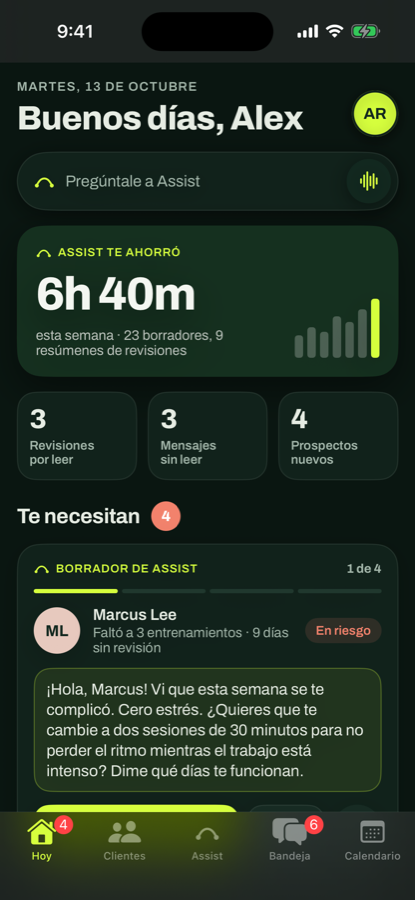 9:41
MARTES, 13 DE OCTUBRE
Buenos días, Alex
AR
Pregúntale a Assist
ASSIST TE AHORRÓ
6h 40m
esta semana · 23 borradores, 9
resúmenes de revisiones
3
Revisiones
por leer
3
Mensajes
sin leer
4
Prospectos
nuevos
Te necesitan 4
BORRADOR DE ASSIST
1 de 4
ML
Marcus Lee
Faltó a 3 entrenamientos · 9 días
sin revisión
En riesgo
¡Hola, Marcus! Vi que esta semana se te
complicó. Cero estrés. ¿Quieres que te
cambie a dos sesiones de 30 minutos para no
perder el ritmo mientras el trabajo está
intenso? Dime qué días te funcionan.
4
Hoy
Clientes
Assist
6
Bandeja
Calendario